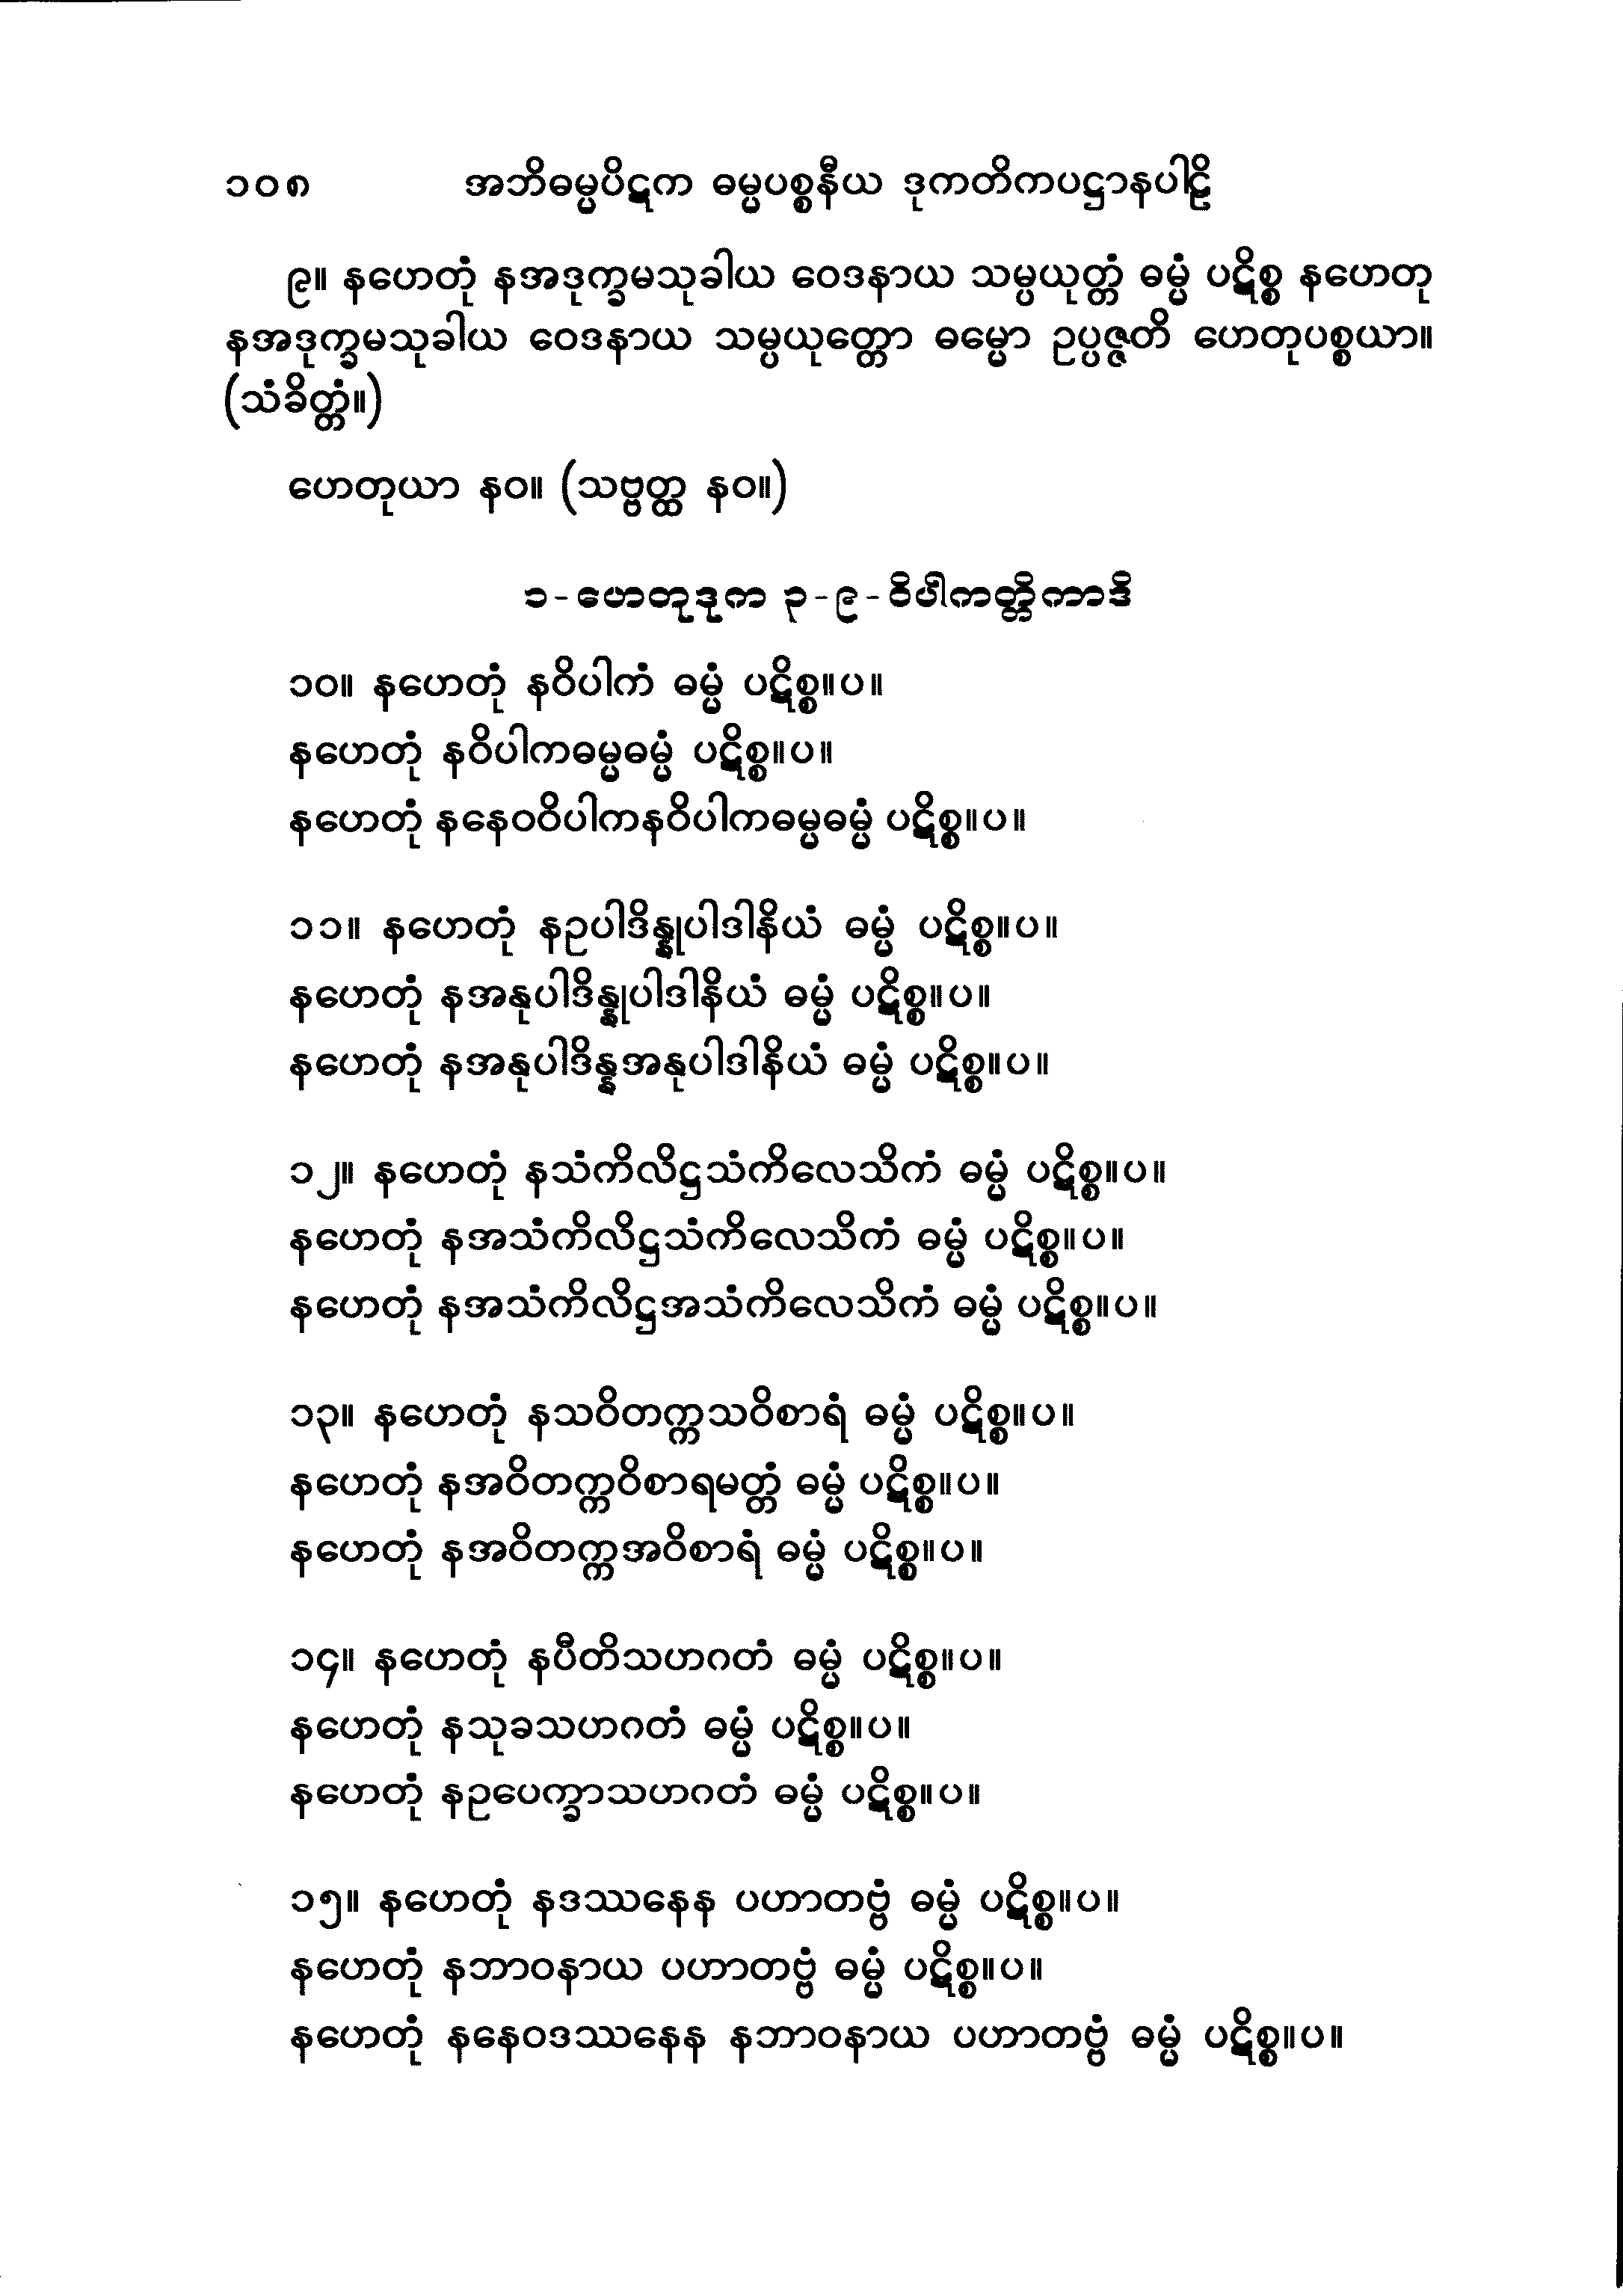 ၁၀၈ အဘိဓမ္မပိဋက ဓမ္မပစ္စနီယ ဒုကတိကပဋ္ဌာနပါဠိ
၉။ နဟေတုံ နအဒုက္ခမသုခါယ ဝေဒနာယ သမ္ပယုတ္တံ ဓမ္မံ ပဋိစ္စ နဟေတု
နအဒုက္ခမသုခါယ ဝေဒနာယ သမ္ပယုတ္တော ဓမ္မော ဥပ္ပဇ္ဇတိ ဟေတုပစ္စယာ။
(သံခိတ္တံ။)
ဟေတုယာ နဝ။ (သဗ္ဗတ္ထ နဝ။)
၁-ဟေတုဒုက ၃-၉-ဝိပါကတ္တိကာဒိ
၁၀။ နဟေတုံ နဝိပါကံ ဓမ္မံ ပဋိစ္စ။ပ။
နဟေတုံ နဝိပါကဓမ္မဓမ္မံ ပဋိစ္စ။ပ။
နဟေတုံ နနေဝဝိပါကနဝိပါကဓမ္မဓမ္မံ ပဋိစ္စ။ပ။
၁၁။ နဟေတုံ နဥပါဒိန္နုပါဒါနိယံ ဓမ္မံ ပဋိစ္စ။ပ။
နဟေတုံ နအနုပါဒိန္နုပါဒါနိယံ ဓမ္မံ ပဋိစ္စ။ပ။
နဟေတုံ နအနုပါဒိန္နအနုပါဒါနိယံ ဓမ္မံ ပဋိစ္စ။ပ။
၁၂။ နဟေတုံ နသံကိလိဋ္ဌသံကိလေသိကံ ဓမ္မံ ပဋိစ္စ။ပ။
နဟေတုံ နအသံကိလိဋ္ဌသံကိလေသိကံ ဓမ္မံ ပဋိစ္စ။ပ။
နဟေတုံ နအသံကိလိဋ္ဌအသံကိလေသိကံ ဓမ္မံ ပဋိစ္စ။ပ။
၁၃။ နဟေတုံ နသဝိတက္ကသဝိစာရံ ဓမ္မံ ပဋိစ္စ။ပ။
နဟေတုံ နအဝိတက္ကဝိစာရမတ္တံ ဓမ္မံ ပဋိစ္စ။ပ။
နဟေတုံ နအဝိတက္ကအဝိစာရံ ဓမ္မံ ပဋိစ္စ။ပ။
၁၄။ နဟေတုံ နပီတိသဟဂတံ ဓမ္မံ ပဋိစ္စ။ပ။
နဟေတုံ နသုခသဟဂတံ ဓမ္မံ ပဋိစ္စ။ပ။
နဟေတုံ နဥပေက္ခာသဟဂတံ ဓမ္မံ ပဋိစ္စ။ပ။
၁၅။ နဟေတုံ နဒဿနေန ပဟာတဗ္ဗံ ဓမ္မံ ပဋိစ္စ။ပ။
နဟေတုံ နဘာဝနာယ ပဟာတဗ္ဗံ ဓမ္မံ ပဋိစ္စ။ပ။
နဟေတုံ နနေဝဒဿနေန နဘာဝနာယ ပဟာတဗ္ဗံ ဓမ္မံ ပဋိစ္စ။ပ။